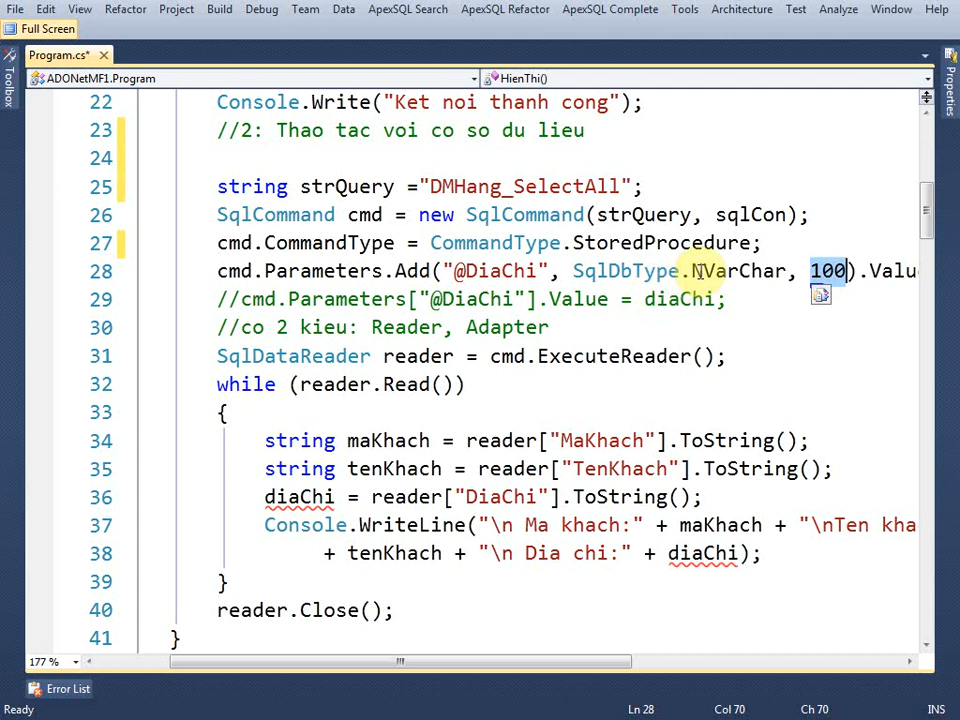 File Edit View Refactor Project Build Debug Team Data ApexSQL Search ApexSQL Refactor ApexSQL Complete Tools Architecture Test Analyze Window Help
Full Screen
Program.cs*
Toolbox
Properties
ADONetMF1.Program HienThi()
22 Console.Write("Ket noi thanh cong");
23 //2: Thao tac voi co so du lieu
24
25 string strQuery ="DMHang_SelectAll";
26 SqlCommand cmd = new SqlCommand(strQuery, sqlCon);
27 cmd.CommandType = CommandType.StoredProcedure;
28 cmd.Parameters.Add("@DiaChi", SqlDbType.NVarChar, 100).Valu
29 //cmd.Parameters["@DiaChi"].Value = diaChi;
30 //co 2 kieu: Reader, Adapter
31 SqlDataReader reader = cmd.ExecuteReader();
32 while (reader.Read())
33 {
34 string maKhach = reader["MaKhach"].ToString();
35 string tenKhach = reader["TenKhach"].ToString();
36 diaChi = reader["DiaChi"].ToString();
37 Console.WriteLine("\n Ma khach:" + maKhach + "\nTen kha
38 + tenKhach + "\n Dia chi:" + diaChi);
39 }
40 reader.Close();
41 }
177 %
Error List
Ready Ln 28 Col 70 Ch 70 INS